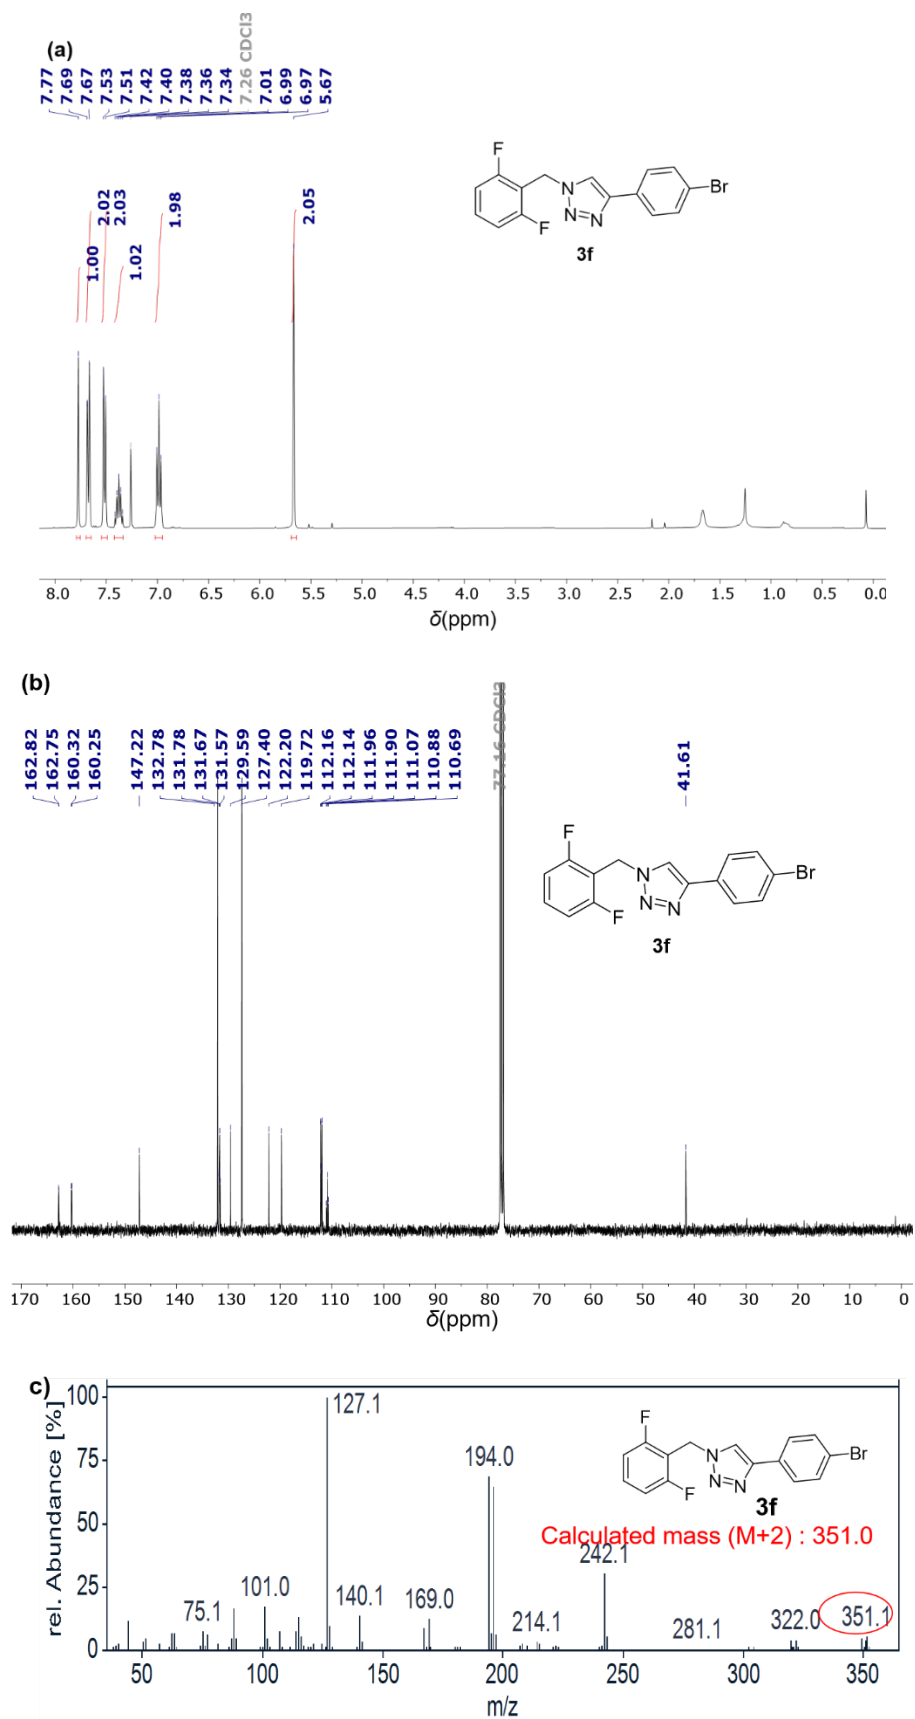 (a)
7.77
7.69
7.67
7.53
7.51
7.42
7.40
7.38
7.36
7.34
7.26 CDCl3
7.01
6.99
6.97
5.67
F
F
N
N
N
Br
3f
1.00
2.02
2.03
1.02
1.98
2.05
8.0 7.5 7.0 6.5 6.0 5.5 5.0 4.5 4.0 3.5 3.0 2.5 2.0 1.5 1.0 0.5 0.0
δ(ppm)
(b)
162.82
162.75
160.32
160.25
147.22
132.78
131.78
131.67
131.57
129.59
127.40
122.20
119.72
112.16
112.14
111.96
111.90
111.07
110.88
110.69
77.16 CDCl3
41.61
F
F
N
N
N
Br
3f
170 160 150 140 130 120 110 100 90 80 70 60 50 40 30 20 10 0
δ(ppm)
c)
rel. Abundance [%]
100
75
50
25
0
127.1
194.0
242.1
75.1
101.0
140.1
169.0
214.1
281.1
322.0
351.1
F
F
N
N
N
Br
3f
Calculated mass (M+2) : 351.0
50 100 150 200 250 300 350
m/z